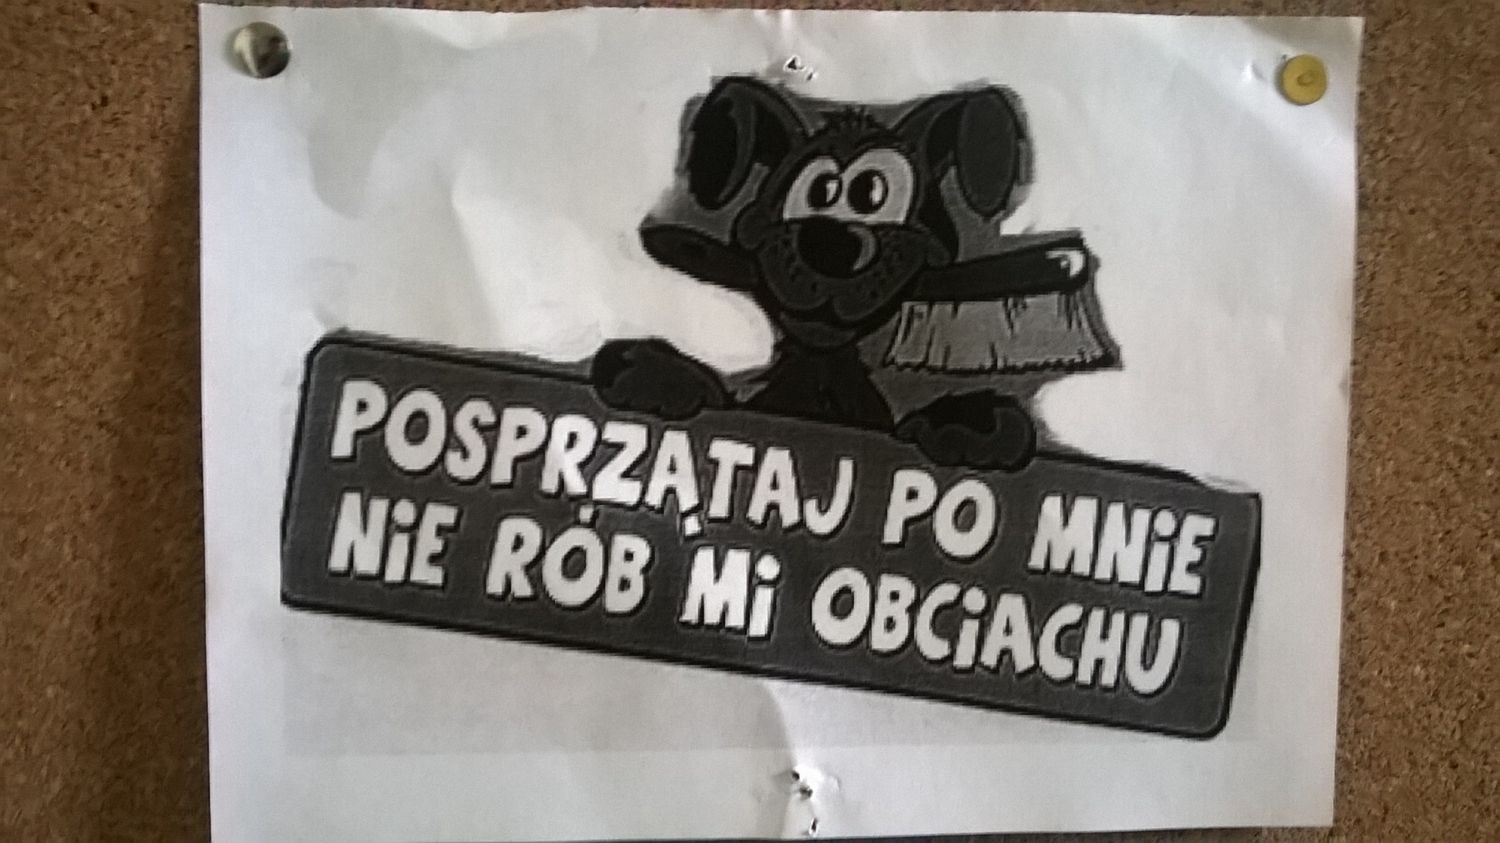 POSPRZĄTAJ PO MNiE
NiE RÓB Mi OBCiACHU